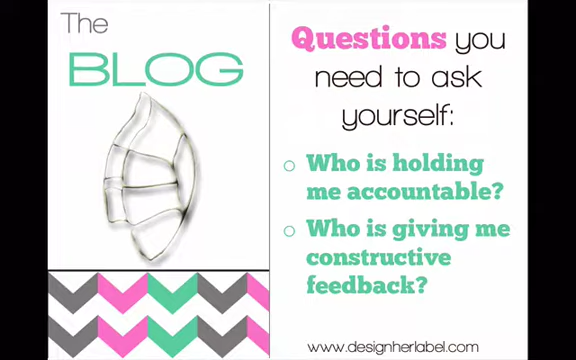 The
BLOG
Questions you
need to ask
yourself:
Who is holding
me accountable?
Who is giving me
constructive
feedback?
www.designherlabel.com